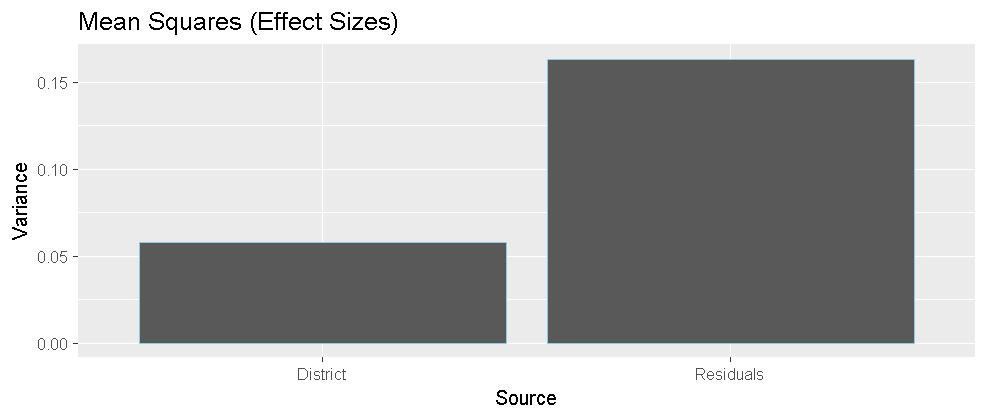 Mean Squares (Effect Sizes)
0.15
0.10
0.05
0.00
Variance
District
Residuals
Source